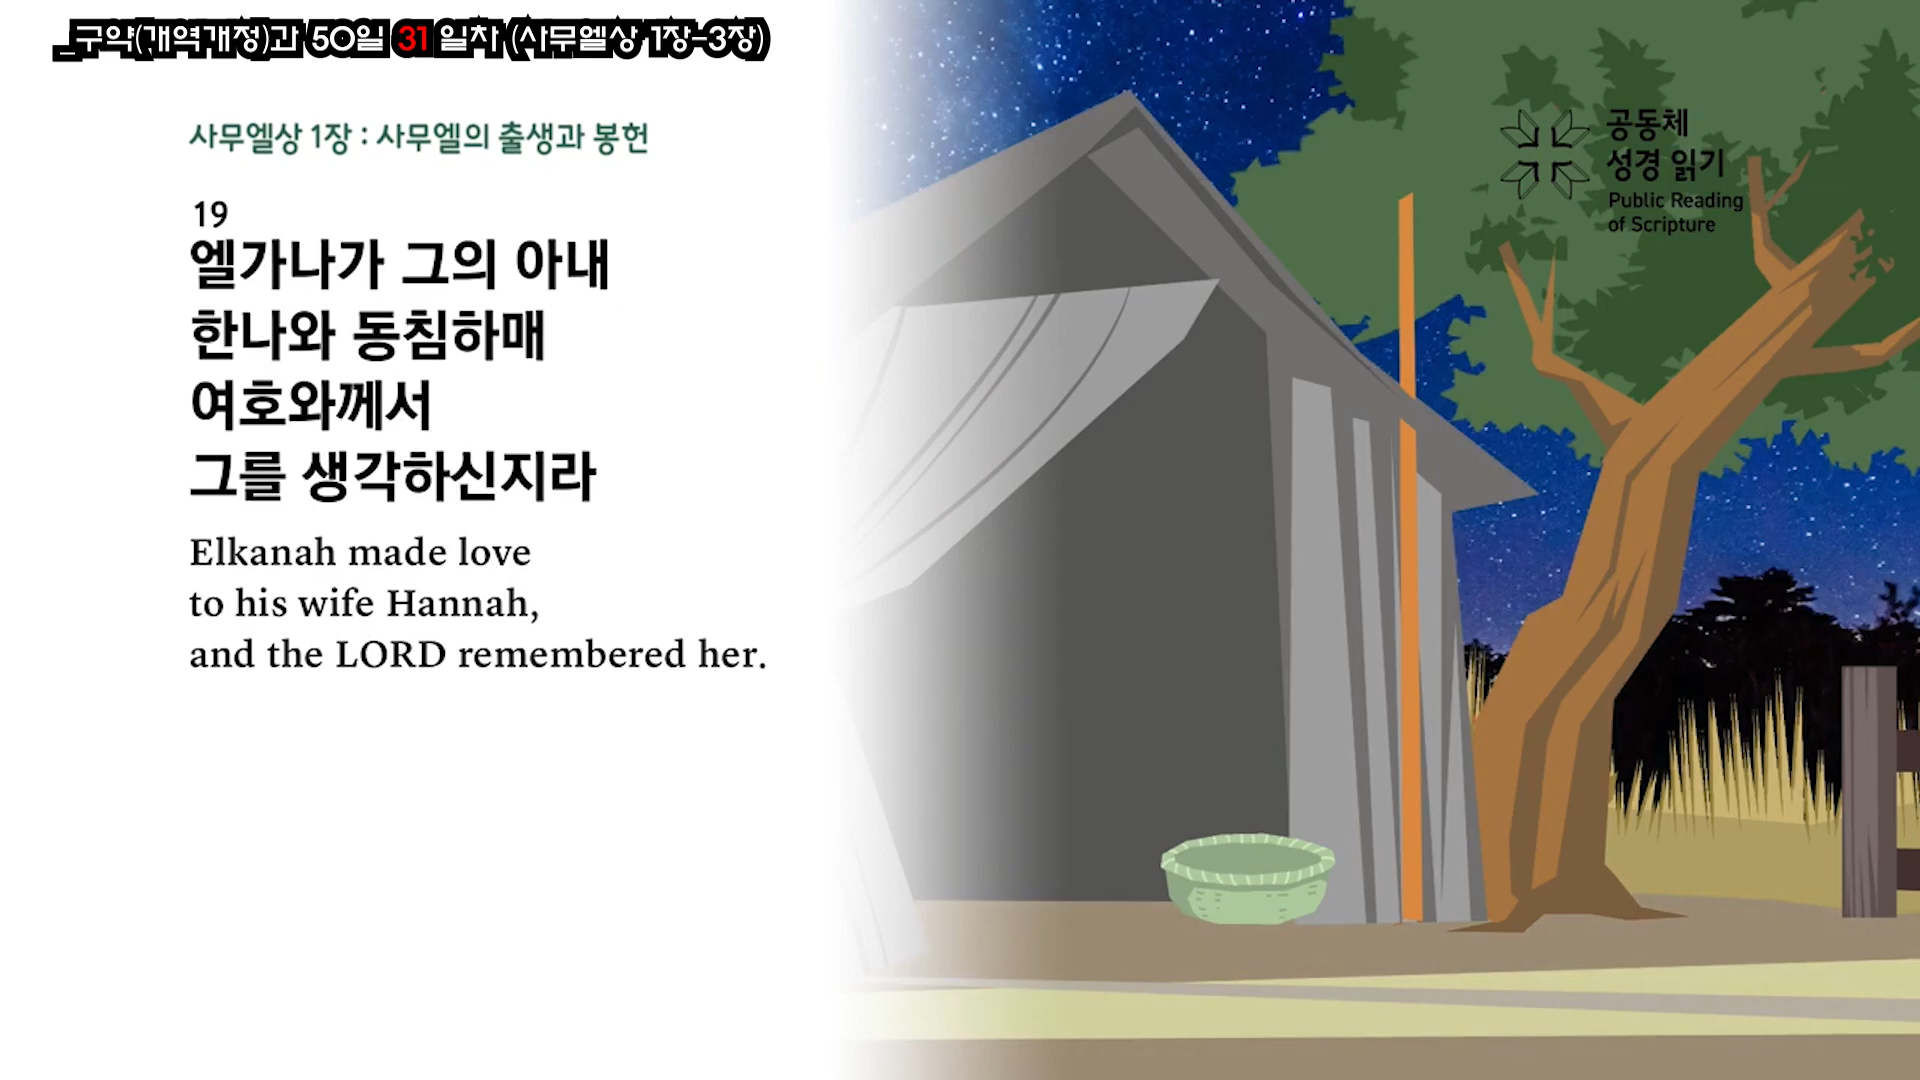 _구약(개역개정)과 50일 31 일차 (사무엘상 1장-3장)
사무엘상 1장 : 사무엘의 출생과 봉헌
19
엘가나가 그의 아내
한나와 동침하매
여호와께서
그를 생각하신지라
Elkanah made love
to his wife Hannah,
and the LORD remembered her.
공동체
성경 읽기
Public Reading
of Scripture